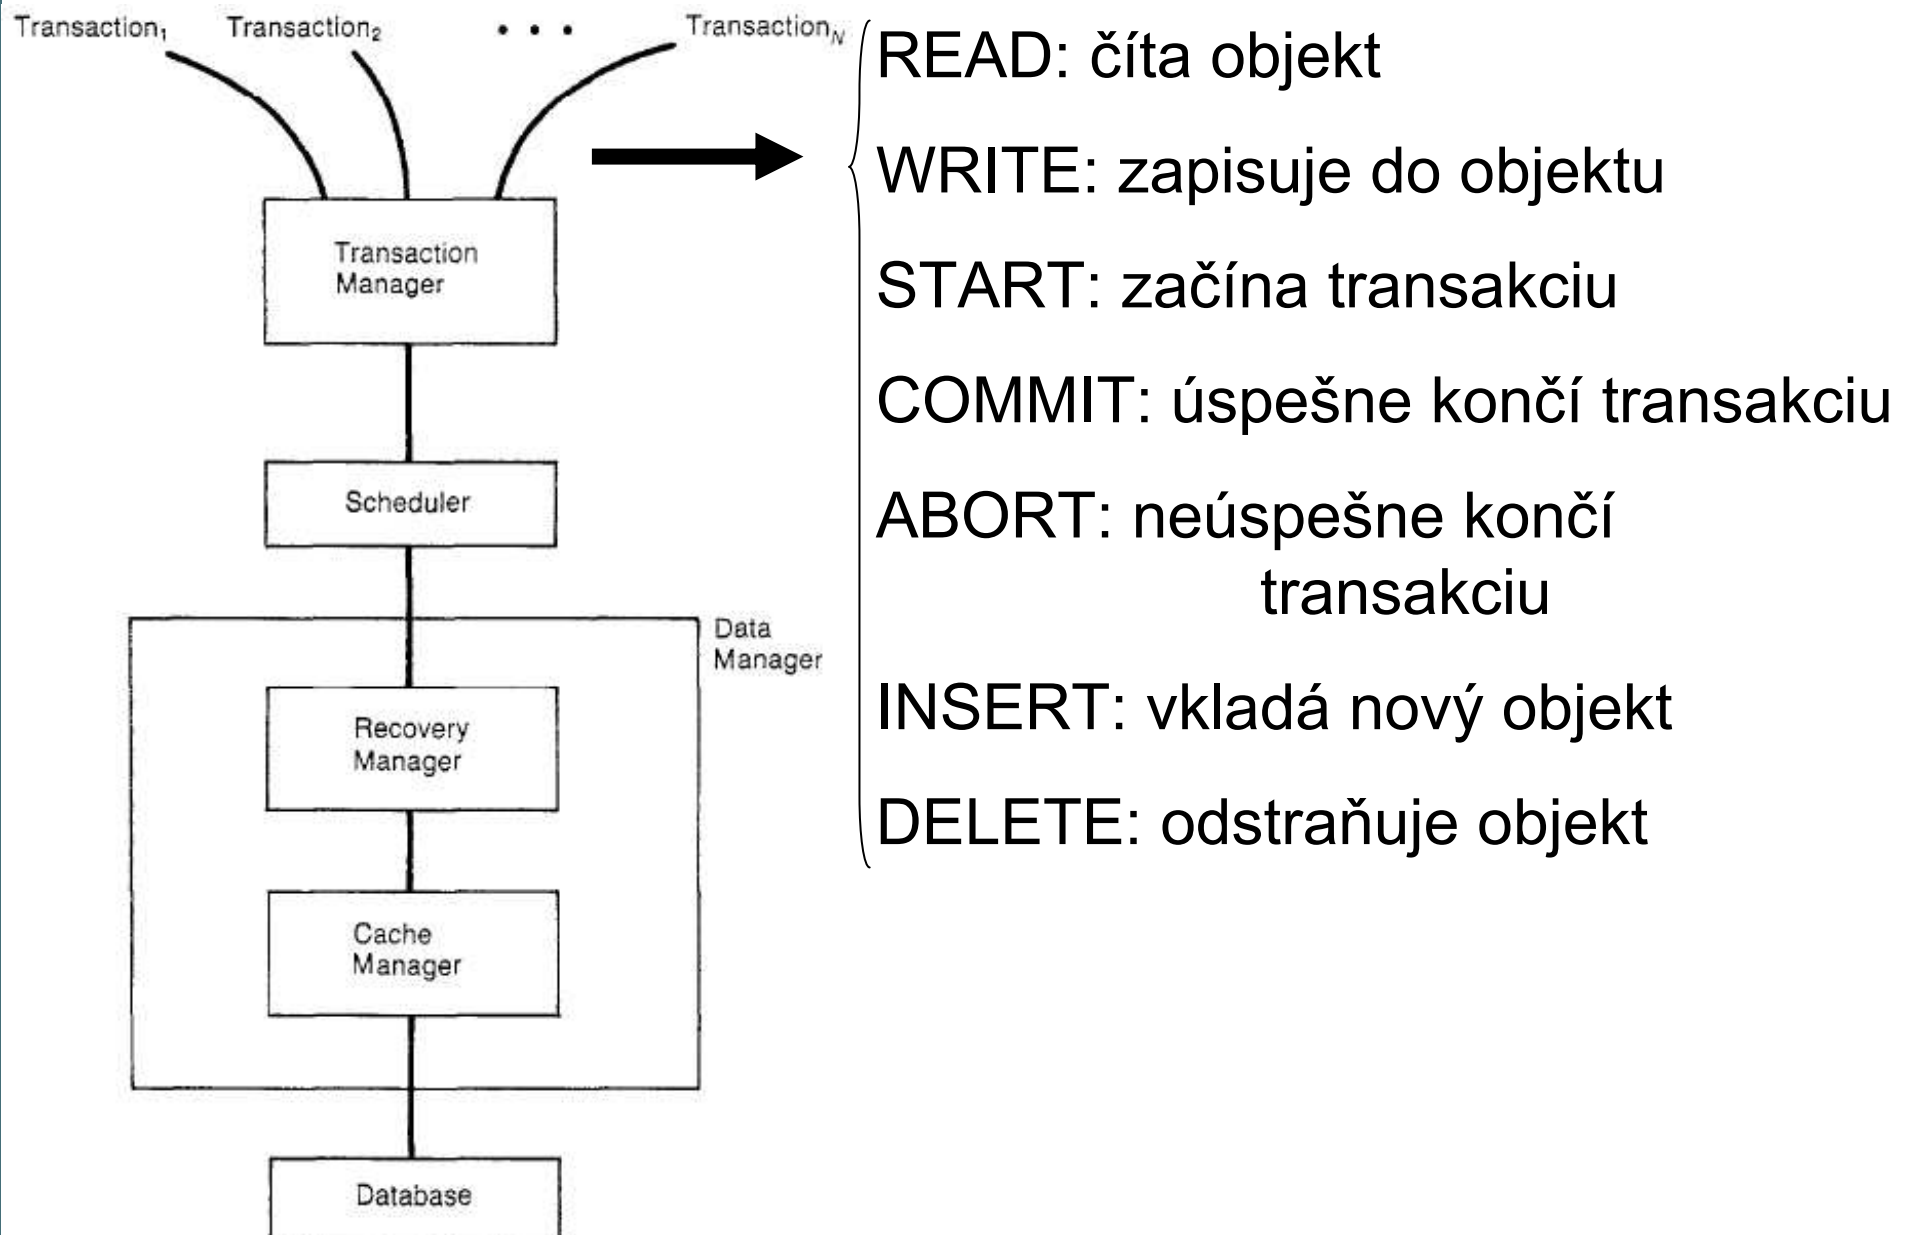 Transaction₁ Transaction₂ • • • Transaction_N
Transaction
Manager
Scheduler
Data
Manager
Recovery
Manager
Cache
Manager
Database
READ: číta objekt
WRITE: zapisuje do objektu
START: začína transakciu
COMMIT: úspešne končí transakciu
ABORT: neúspešne končí
transakciu
INSERT: vkladá nový objekt
DELETE: odstraňuje objekt